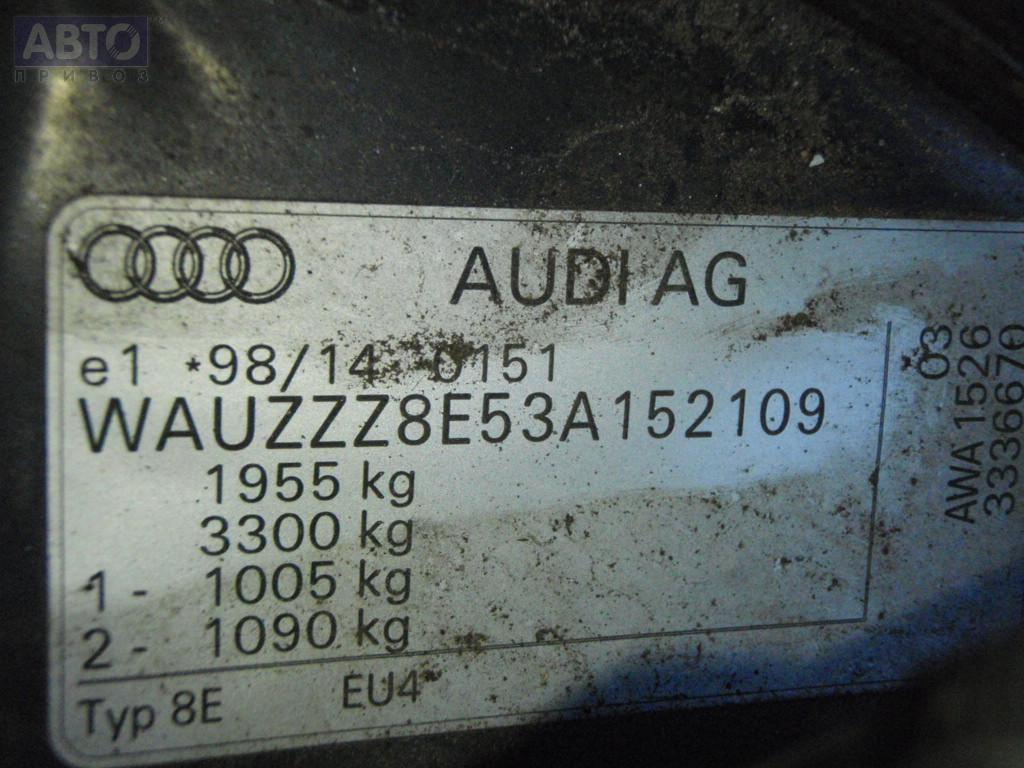 АВТО
ПРИВОЗ
AUDI AG
e1 *98/14 0151
WAUZZZ8E53A152109
1955 kg
3300 kg
1 - 1005 kg
2 - 1090 kg
Typ 8E EU4
03
AWA 1526
3336670